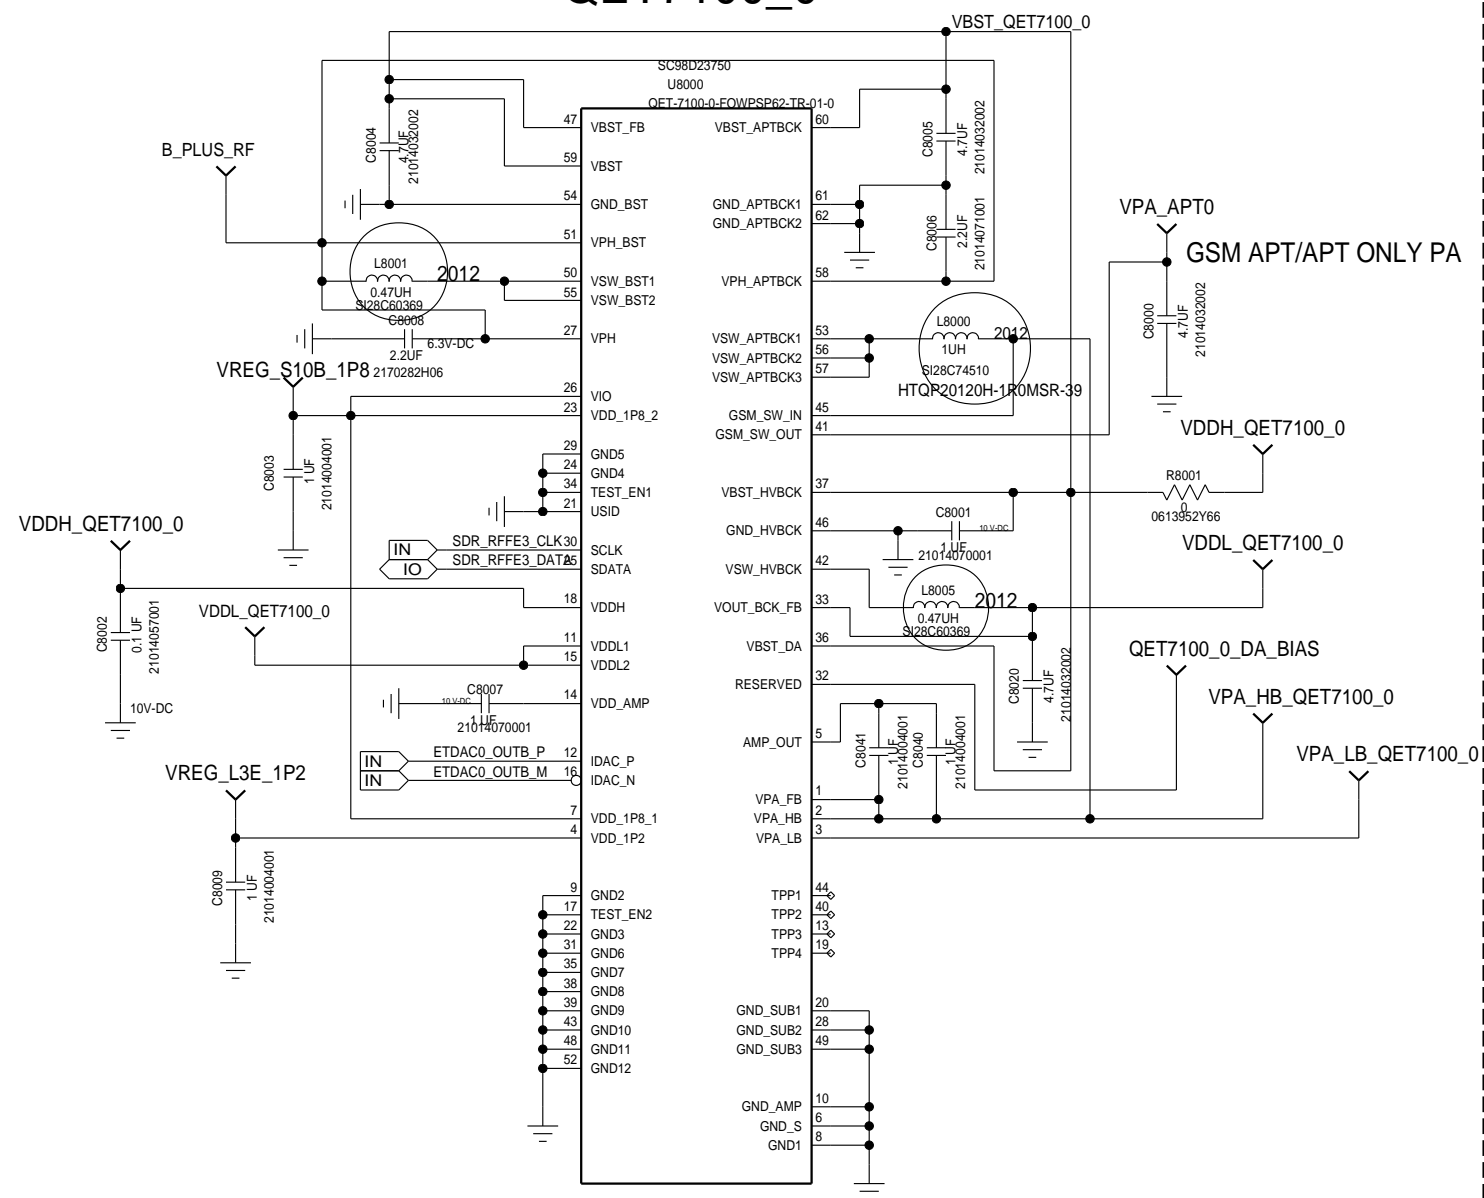 VBST_QET7100_0
SC98D23750
U8000
QET-7100-0-FOWPSP62-TR-01-0
47 VBST_FB
59 VBST
54 GND_BST
51 VPH_BST
50 VSW_BST1
55 VSW_BST2
27 VPH
26 VIO
23 VDD_1P8_2
29 GND5
24 GND4
34 TEST_EN1
21 USID
30 SCLK
25 SDATA
18 VDDH
11 VDDL1
15 VDDL2
14 VDD_AMP
12 IDAC_P
16 IDAC_N
7 VDD_1P8_1
4 VDD_1P2
9 GND2
17 TEST_EN2
22 GND3
31 GND6
35 GND7
38 GND8
39 GND9
43 GND10
48 GND11
52 GND12
VBST_APTBCK 60
GND_APTBCK1 61
GND_APTBCK2 62
VPH_APTBCK 58
VSW_APTBCK1 53
VSW_APTBCK2 56
VSW_APTBCK3 57
GSM_SW_IN 45
GSM_SW_OUT 41
VBST_HVBCK 37
GND_HVBCK 46
VSW_HVBCK 42
VOUT_BCK_FB 33
VBST_DA 36
RESERVED 32
AMP_OUT 5
VPA_FB 1
VPA_HB 2
VPA_LB 3
TPP1 44
TPP2 40
TPP3 13
TPP4 19
GND_SUB1 20
GND_SUB2 28
GND_SUB3 49
GND_AMP 10
GND_S 6
GND1 8
B_PLUS_RF
C8004
4.7UF
21014032002
L8001
2012
0.47UH
SI28C60369
C8008
6.3V-DC
2.2UF
2170282H06
VREG_S10B_1P8
C8003
1 UF
21014004001
IN SDR_RFFE3_CLK
IO SDR_RFFE3_DATA
VDDH_QET7100_0
C8002
0.1 UF
21014057001
10V-DC
VDDL_QET7100_0
C8007
10 V-DC
1 UF
21014070001
IN ETDAC0_OUTB_P
IN ETDAC0_OUTB_M
VREG_L3E_1P2
C8009
1 UF
21014004001
C8005
4.7UF
21014032002
C8006
2.2UF
21014071001
VPA_APT0
GSM APT/APT ONLY PA
C8000
4.7UF
21014032002
L8000
2012
1UH
SI28C74510
HTQP20120H-1R0MSR-39
VDDH_QET7100_0
R8001
0
0613952Y66
C8001
10 V-DC
1 UF
21014070001
VDDL_QET7100_0
L8005
2012
0.47UH
SI28C60369
C8020
4.7UF
21014032002
QET7100_0_DA_BIAS
VPA_HB_QET7100_0
VPA_LB_QET7100_0
C8041
1 UF
21014004001
C8040
1 UF
21014004001